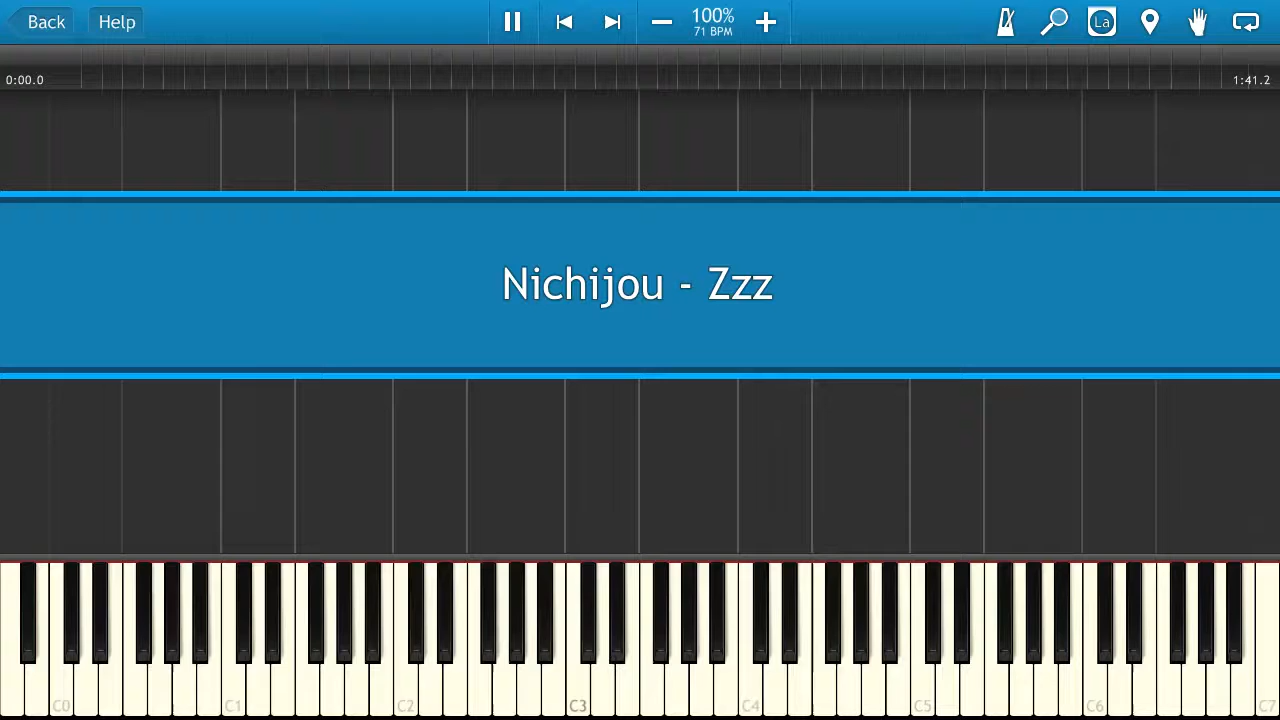 Back Help 100% La
71 BPM
0:00.0 1:41.2
Nichijou - Zzz
C0 C1 C2 C3 C4 C5 C6 C7